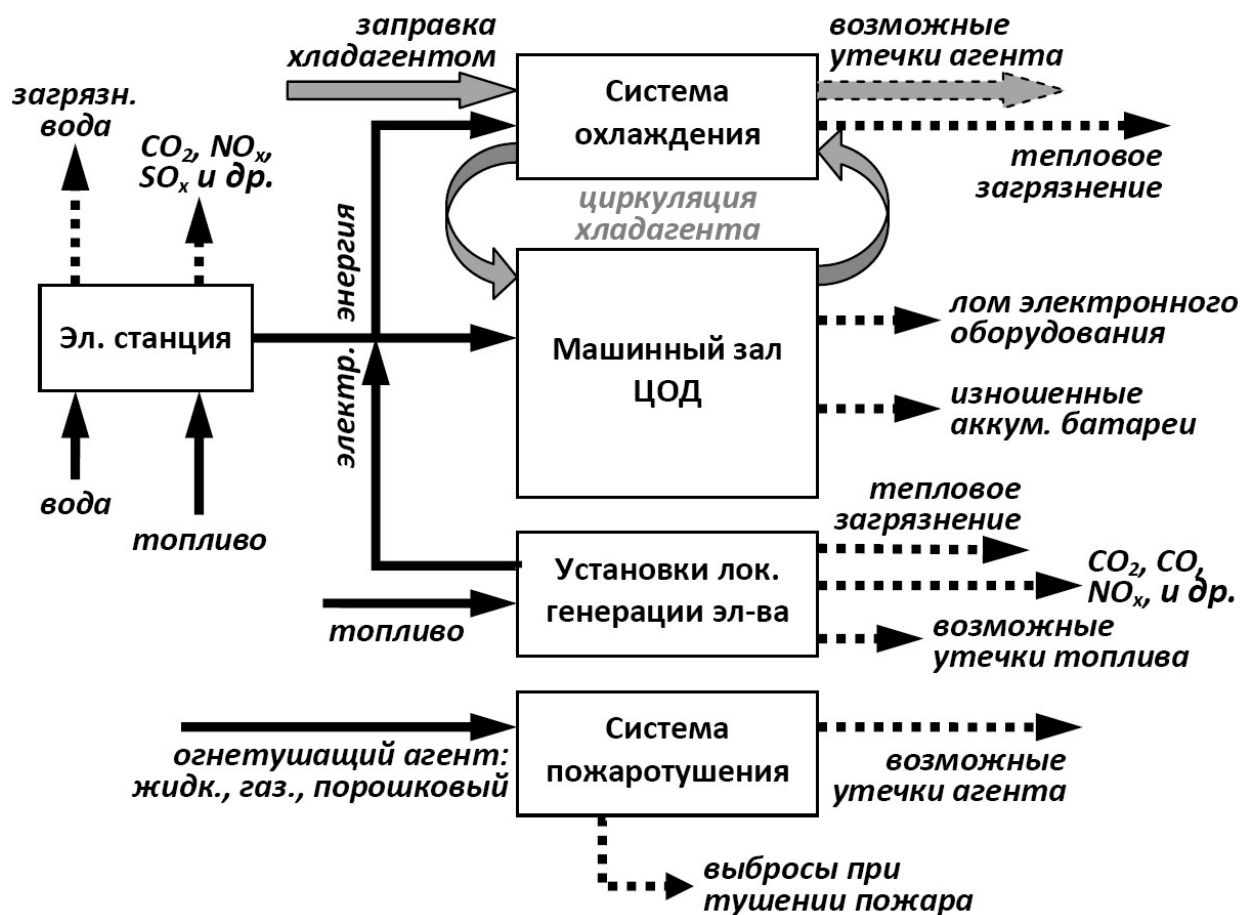 заправка
хладагентом
возможные
утечки агента
загрязн.
вода
CO₂, NOₓ,
SOₓ и др.
Система
охлаждения
тепловое
загрязнение
циркуляция
хладагента
электр. энергия
Эл. станция
Машинный зал
ЦОД
лом электронного
оборудования
изношенные
аккум. батареи
вода
топливо
тепловое
загрязнение
Установки лок.
генерации эл-ва
CO₂, CO,
NOₓ, и др.
топливо
возможные
утечки топлива
Система
пожаротушения
огнетушащий агент:
жидк., газ., порошковый
возможные
утечки агента
выбросы при
тушении пожара